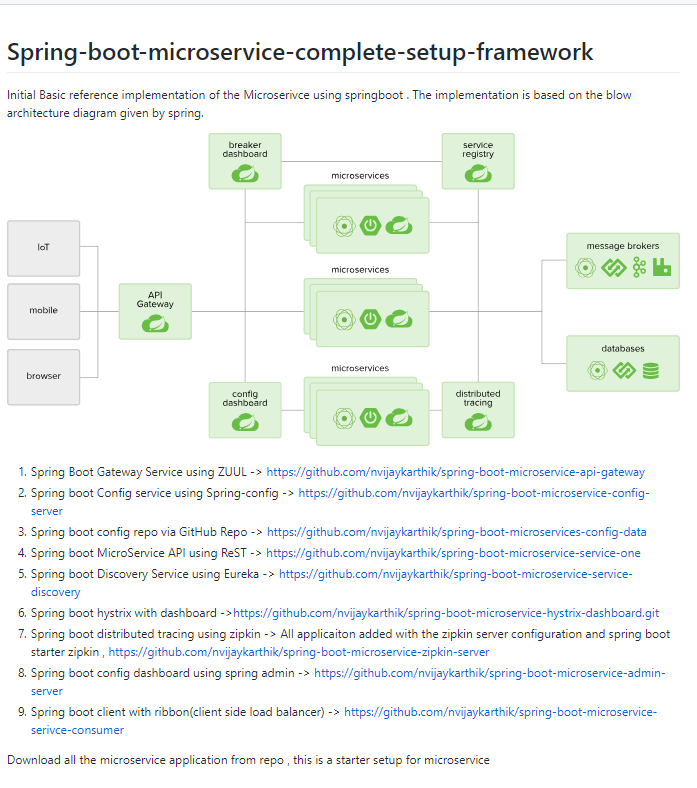 Spring-boot-microservice-complete-setup-framework
Initial Basic reference implementation of the Microserivce using springboot . The implementation is based on the blow
architecture diagram given by spring.
breaker
dashboard
service
registry
microservices
IoT
message brokers
microservices
API
Gateway
mobile
databases
microservices
browser
config
dashboard
distributed
tracing
1. Spring Boot Gateway Service using ZUUL -> https://github.com/nvijaykarthik/spring-boot-microservice-api-gateway
2. Spring boot Config service using Spring-config -> https://github.com/nvijaykarthik/spring-boot-microservice-config-
server
3. Spring boot config repo via GitHub Repo -> https://github.com/nvijaykarthik/spring-boot-microservices-config-data
4. Spring boot MicroService API using ReST -> https://github.com/nvijaykarthik/spring-boot-microservice-service-one
5. Spring boot Discovery Service using Eureka -> https://github.com/nvijaykarthik/spring-boot-microservice-service-
discovery
6. Spring boot hystrix with dashboard ->https://github.com/nvijaykarthik/spring-boot-microservice-hystrix-dashboard.git
7. Spring boot distributed tracing using zipkin -> All applicaiton added with the zipkin server configuration and spring boot
starter zipkin , https://github.com/nvijaykarthik/spring-boot-microservice-zipkin-server
8. Spring boot config dashboard using spring admin -> https://github.com/nvijaykarthik/spring-boot-microservice-admin-
server
9. Spring boot client with ribbon(client side load balancer) -> https://github.com/nvijaykarthik/spring-boot-microservice-
serivce-consumer
Download all the microservice application from repo , this is a starter setup for microservice